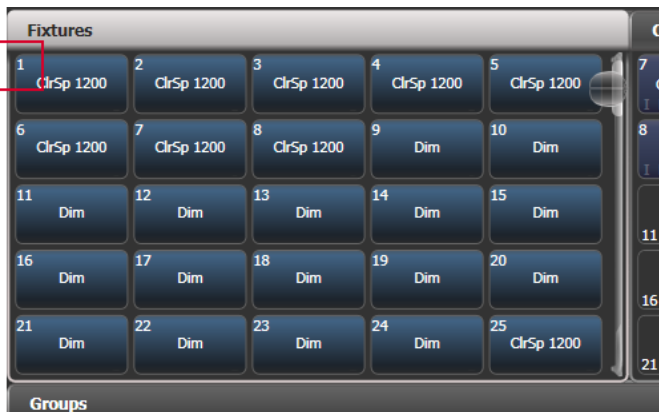 Fixtures
1 2 3 4 5 7
ClrSp 1200 ClrSp 1200 ClrSp 1200 ClrSp 1200 ClrSp 1200
I
6 7 8 9 10 8
ClrSp 1200 ClrSp 1200 ClrSp 1200 Dim Dim
I
11 12 13 14 15
Dim Dim Dim Dim Dim
11
16 17 18 19 20
Dim Dim Dim Dim Dim
16
21 22 23 24 25
Dim Dim Dim Dim ClrSp 1200
21
Groups